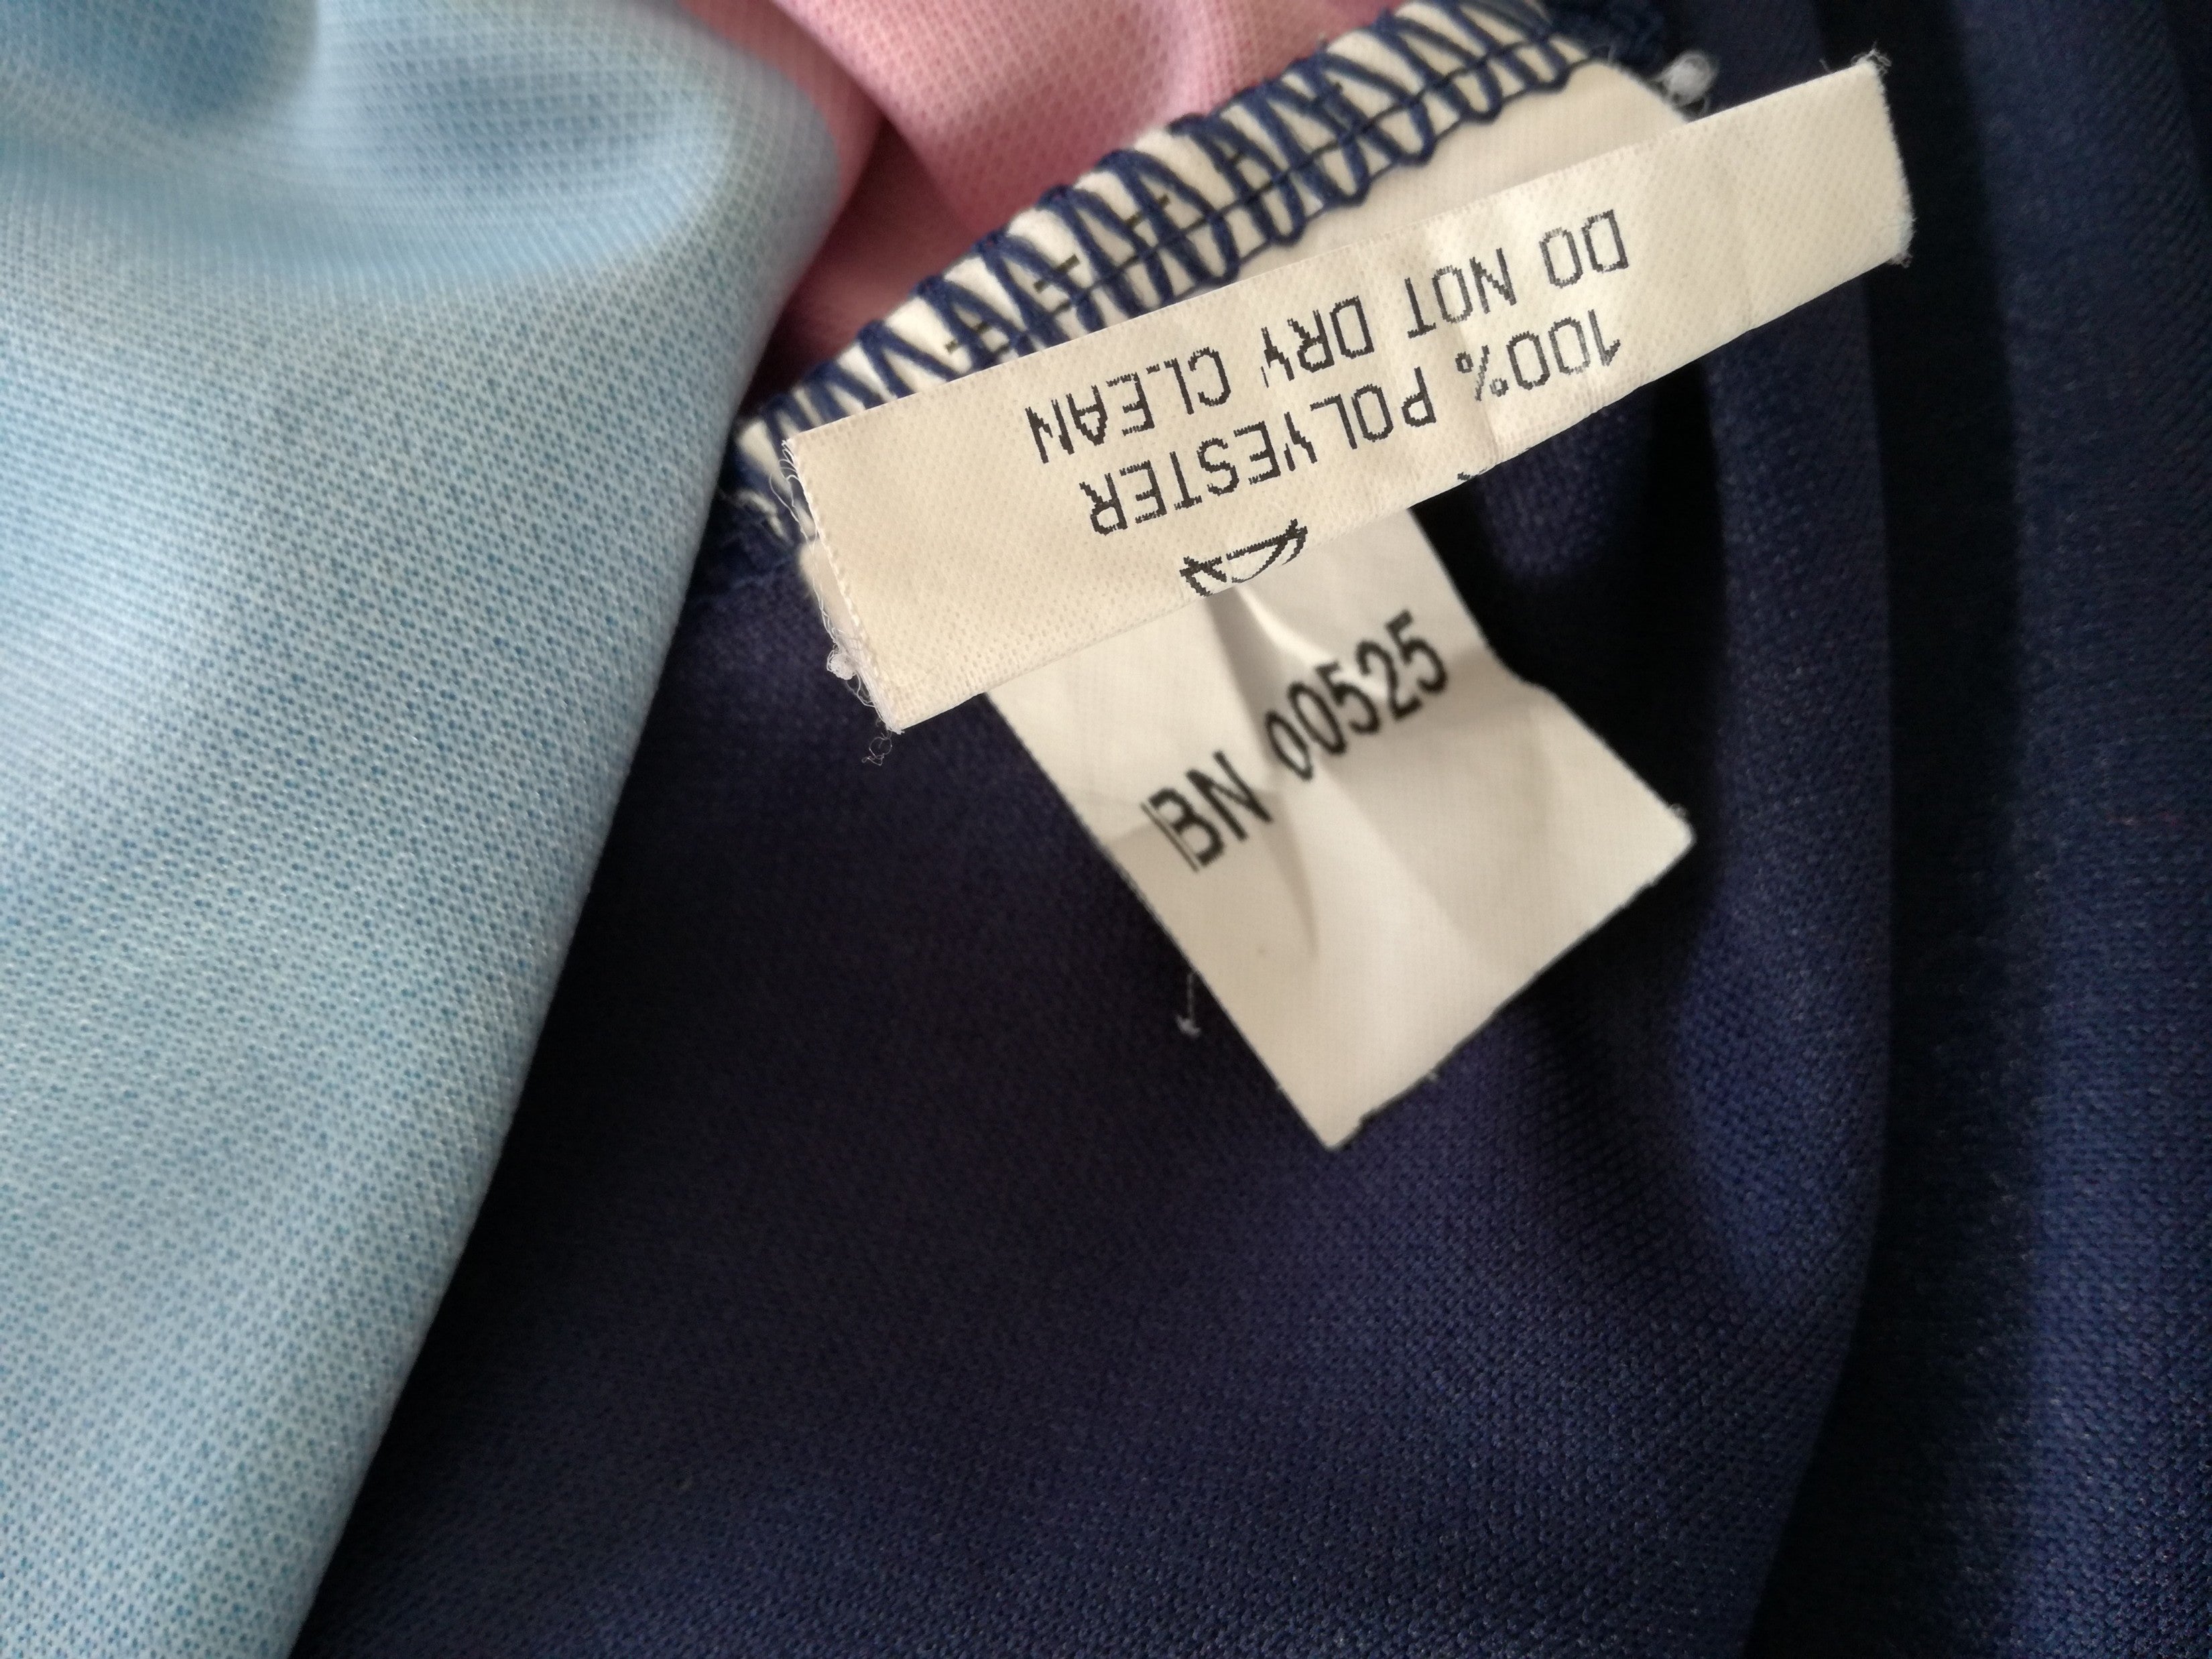 100% POLYESTER
DO NOT DRY CLEAN
BN 00525